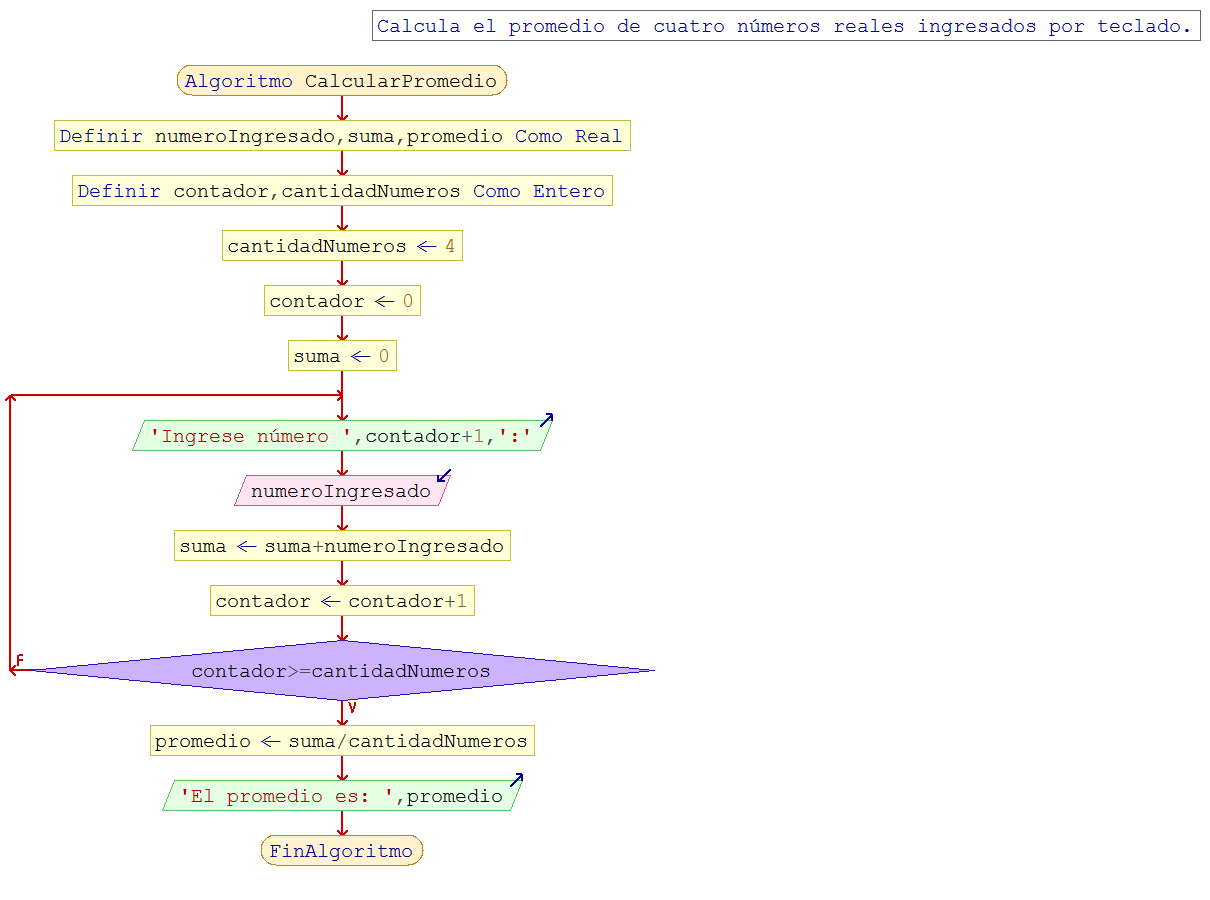 Calcula el promedio de cuatro números reales ingresados por teclado.
Algoritmo CalcularPromedio
Definir numeroIngresado,suma,promedio Como Real
Definir contador,cantidadNumeros Como Entero
cantidadNumeros ← 4
contador ← 0
suma ← 0
'Ingrese número ',contador+1,':'
numeroIngresado
suma ← suma+numeroIngresado
contador ← contador+1
F
contador>=cantidadNumeros
V
promedio ← suma/cantidadNumeros
'El promedio es: ',promedio
FinAlgoritmo